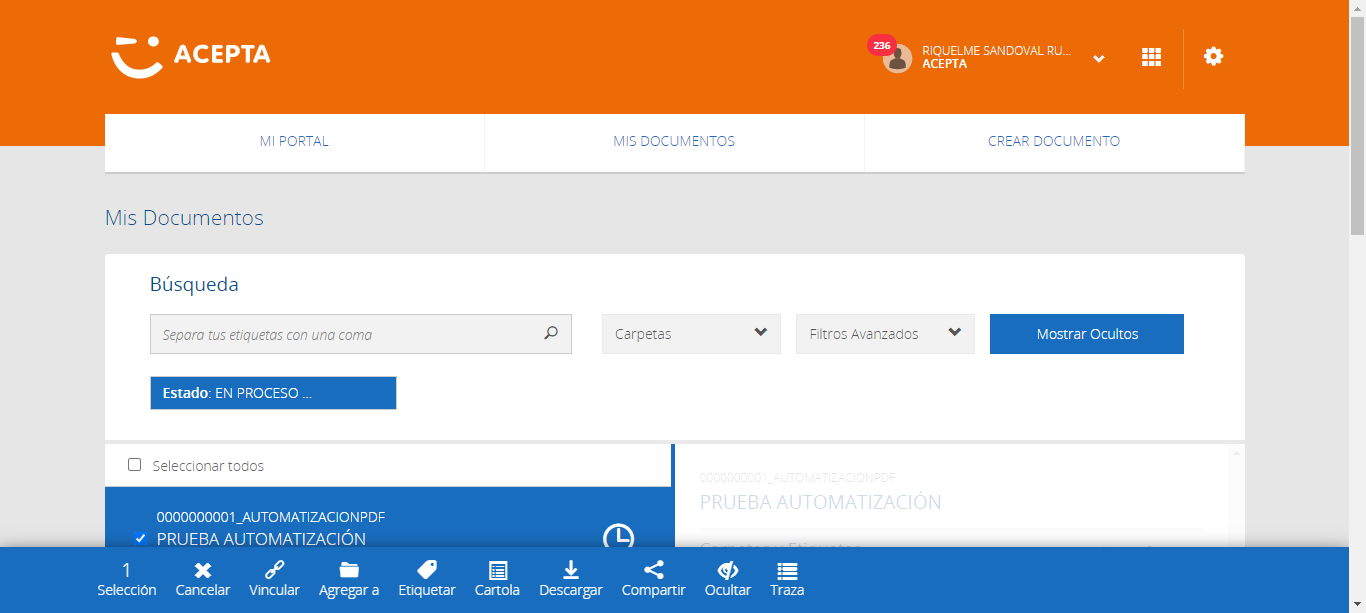 ACEPTA
236
RIQUELME SANDOVAL RU...
ACEPTA
MI PORTAL
MIS DOCUMENTOS
CREAR DOCUMENTO
Mis Documentos
Búsqueda
Separa tus etiquetas con una coma
Carpetas
Filtros Avanzados
Mostrar Ocultos
Estado: EN PROCESO ...
Seleccionar todos
0000000001_AUTOMATIZACIONPDF
PRUEBA AUTOMATIZACIÓN
0000000001_AUTOMATIZACIONPDF
PRUEBA AUTOMATIZACIÓN
Carpetas y Etiquetas
1
Selección
Cancelar
Vincular
Agregar a
Etiquetar
Cartola
Descargar
Compartir
Ocultar
Traza